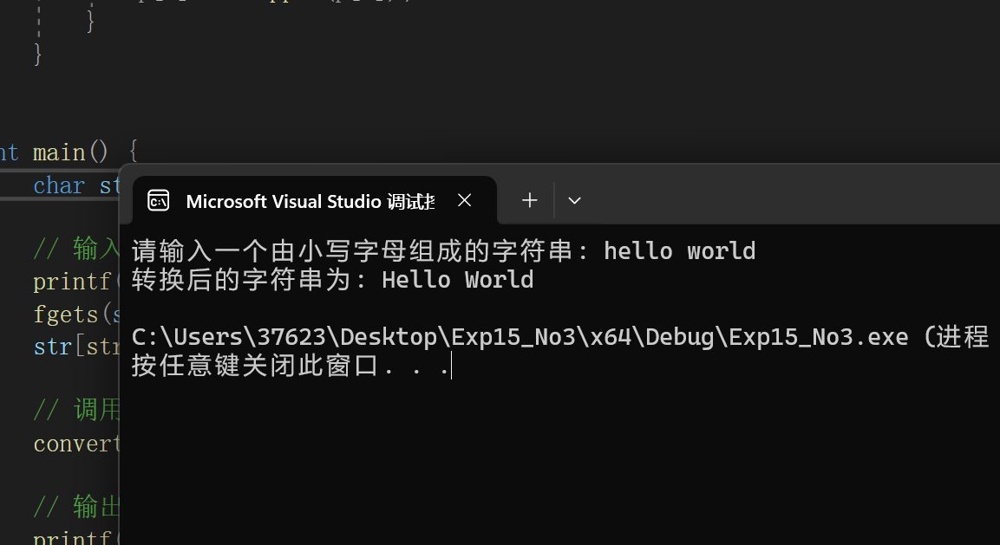 }
}
nt main() {
char st
// 输入
printf(
fgets(s
str[str
// 调用
convert
// 输出
printf(
Microsoft Visual Studio 调试控
请输入一个由小写字母组成的字符串: hello world
转换后的字符串为: Hello World
C:\Users\37623\Desktop\Exp15_No3\x64\Debug\Exp15_No3.exe (进程
按任意键关闭此窗口. . .